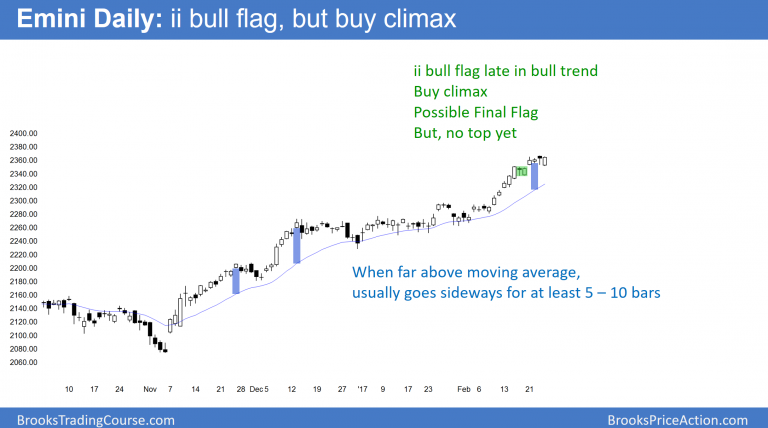 Emini Daily: ii bull flag, but buy climax
ii bull flag late in bull trend
Buy climax
Possible Final Flag
But, no top yet
2400.00
2380.00
2360.00
2340.00
2320.00
2300.00
2280.00
2260.00
2240.00
2220.00
2200.00
2180.00
2160.00
2140.00
2120.00
2100.00
2080.00
2060.00
When far above moving average,
usually goes sideways for at least 5 – 10 bars
10 17 24 Nov 7 14 21 28 Dec 5 12 19 27 '17 9 17 23 Feb 6 13 21
BrooksTradingCourse.com BrooksPriceAction.com